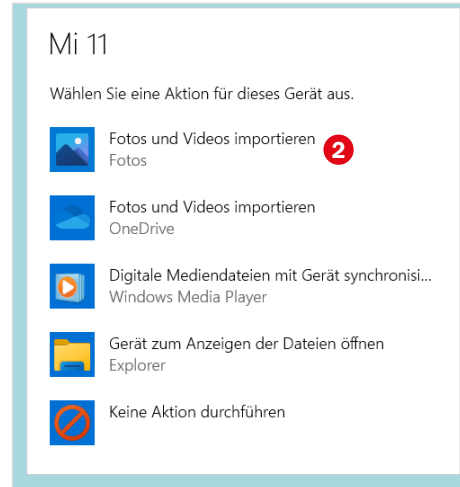 Mi 11
Wählen Sie eine Aktion für dieses Gerät aus.
Fotos und Videos importieren
2
Fotos
Fotos und Videos importieren
OneDrive
Digitale Mediendateien mit Gerät synchronisi...
Windows Media Player
Gerät zum Anzeigen der Dateien öffnen
Explorer
Keine Aktion durchführen